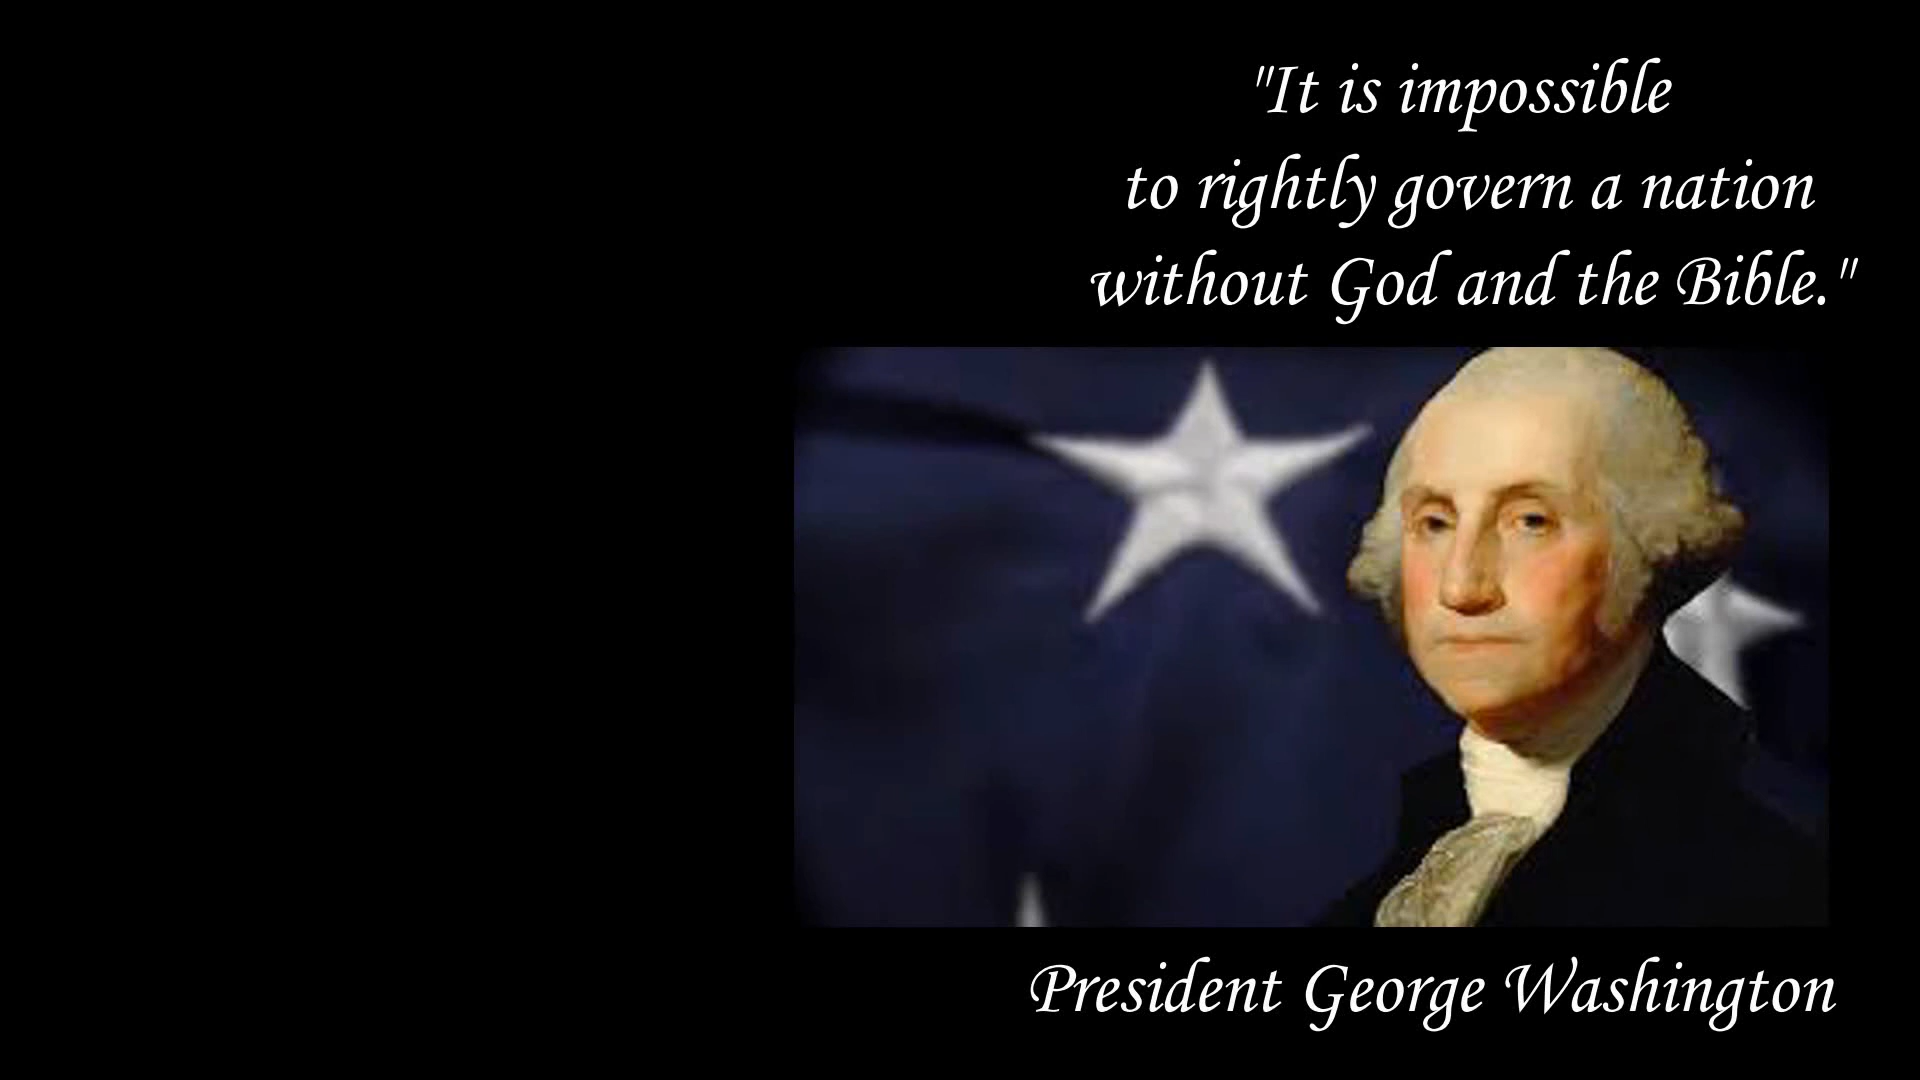 "It is impossible
to rightly govern a nation
without God and the Bible."
President George Washington